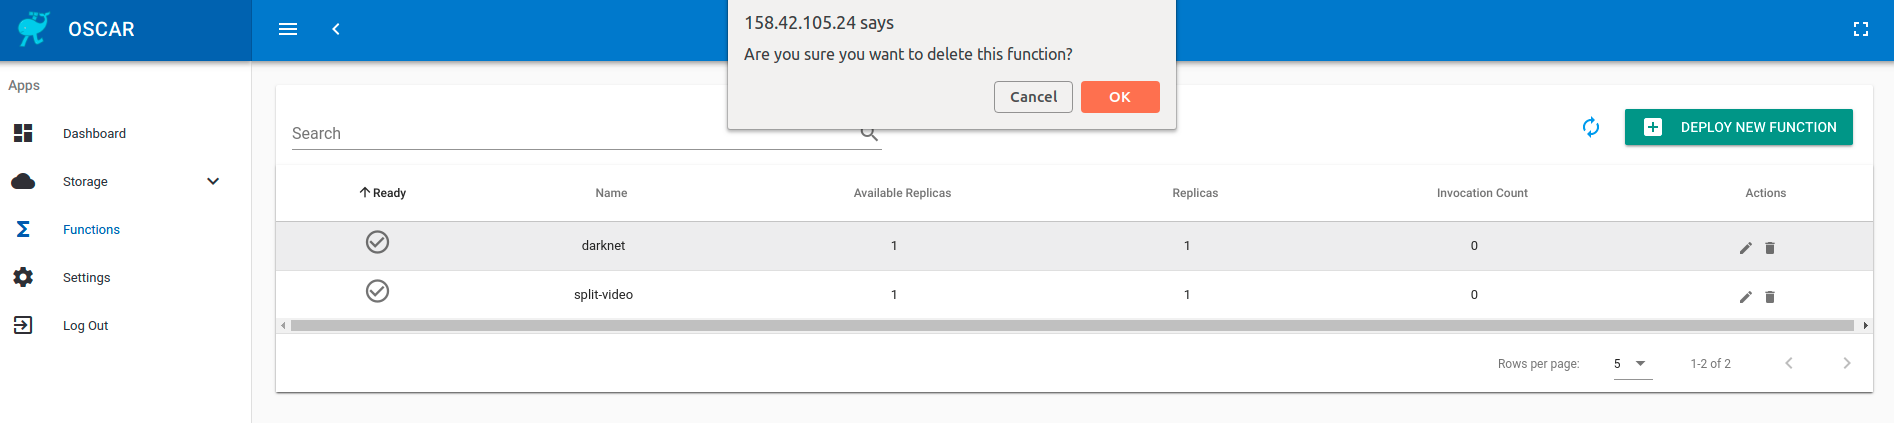 OSCAR
158.42.105.24 says
Are you sure you want to delete this function?
Cancel OK
Apps
Dashboard
Storage
Functions
Settings
Log Out
Search
DEPLOY NEW FUNCTION
Ready Name Available Replicas Replicas Invocation Count Actions
darknet 1 1 0
split-video 1 1 0
Rows per page: 5 1-2 of 2